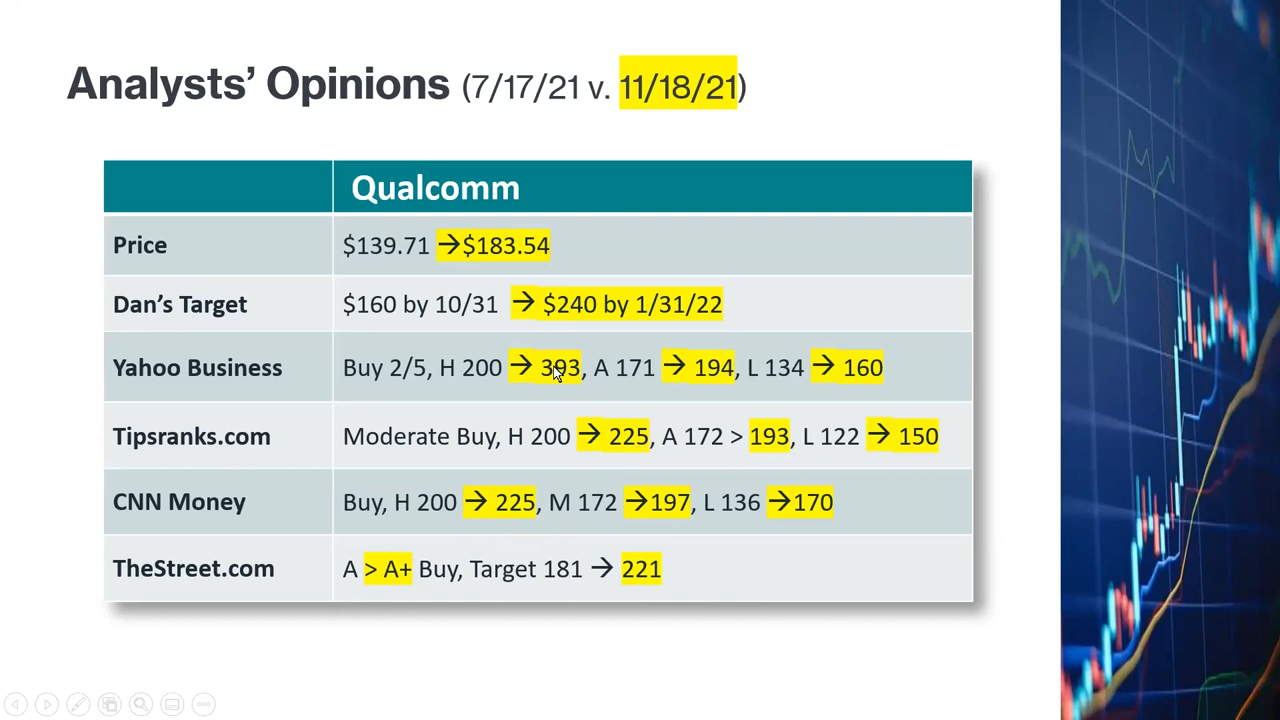 Analysts’ Opinions (7/17/21 v. 11/18/21)
Qualcomm
Price $139.71 →$183.54
Dan’s Target $160 by 10/31 → $240 by 1/31/22
Yahoo Business Buy 2/5, H 200 → 393, A 171 → 194, L 134 → 160
Tipsranks.com Moderate Buy, H 200 → 225, A 172 > 193, L 122 → 150
CNN Money Buy, H 200 → 225, M 172 →197, L 136 →170
TheStreet.com A > A+ Buy, Target 181 → 221